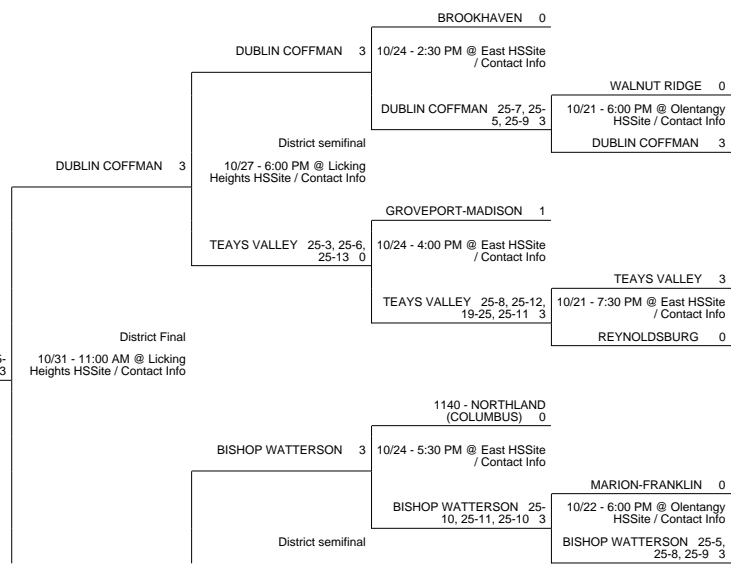 BROOKHAVEN 0
DUBLIN COFFMAN 3
10/24 - 2:30 PM @ East HSSite
/ Contact Info
WALNUT RIDGE 0
DUBLIN COFFMAN 25-7, 25-
5, 25-9 3
10/21 - 6:00 PM @ Olentangy
HSSite / Contact Info
DUBLIN COFFMAN 3
District semifinal
DUBLIN COFFMAN 3
10/27 - 6:00 PM @ Licking
Heights HSSite / Contact Info
GROVEPORT-MADISON 1
TEAYS VALLEY 25-3, 25-6,
25-13 0
10/24 - 4:00 PM @ East HSSite
/ Contact Info
TEAYS VALLEY 3
TEAYS VALLEY 25-8, 25-12,
19-25, 25-11 3
10/21 - 7:30 PM @ East HSSite
/ Contact Info
REYNOLDSBURG 0
District Final
5-
3
10/31 - 11:00 AM @ Licking
Heights HSSite / Contact Info
1140 - NORTHLAND
(COLUMBUS) 0
BISHOP WATTERSON 3
10/24 - 5:30 PM @ East HSSite
/ Contact Info
MARION-FRANKLIN 0
BISHOP WATTERSON 25-
10, 25-11, 25-10 3
10/22 - 6:00 PM @ Olentangy
HSSite / Contact Info
District semifinal
BISHOP WATTERSON 25-5,
25-8, 25-9 3